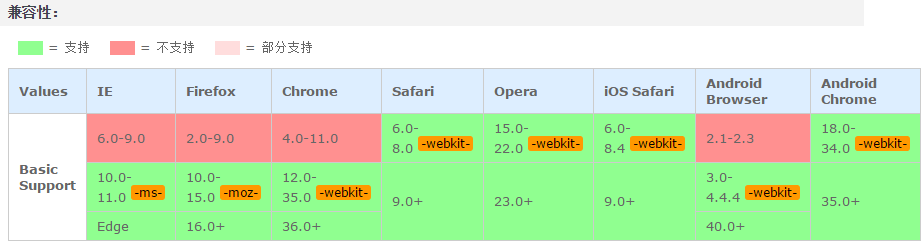 兼容性：
= 支持 = 不支持 = 部分支持
Values IE Firefox Chrome Safari Opera iOS Safari Android Browser Android Chrome
Basic Support
6.0-9.0 2.0-9.0 4.0-11.0 6.0-8.0 -webkit- 15.0-22.0 -webkit- 6.0-8.4 -webkit- 2.1-2.3 18.0-34.0 -webkit-
10.0-11.0 -ms- 10.0-15.0 -moz- 12.0-35.0 -webkit- 9.0+ 23.0+ 9.0+ 3.0-4.4.4 -webkit- 35.0+
Edge 16.0+ 36.0+ 40.0+